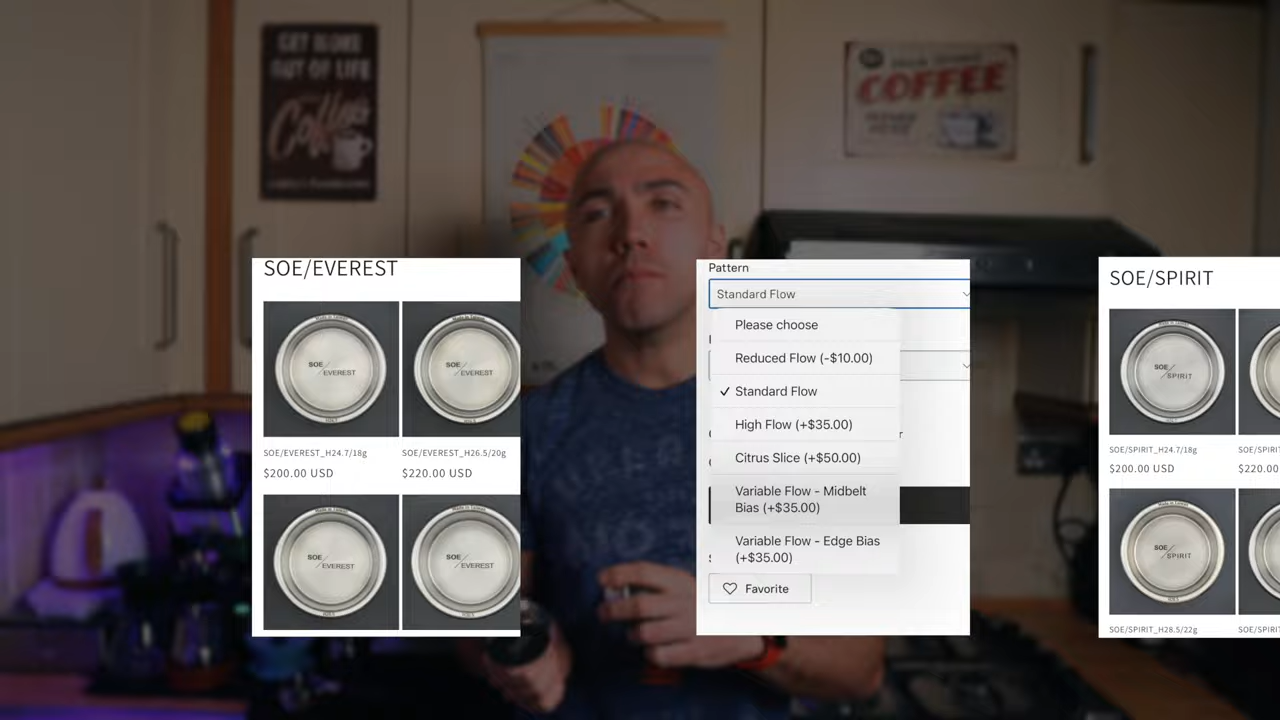 GET MORE
OUT OF LIFE
Coffee
COFFEE
SOE/EVEREST
SOE
EVEREST
SOE
EVEREST
SOE/EVEREST_H24.7/18g
SOE/EVEREST_H26.5/20g
$200.00 USD
$220.00 USD
SOE
EVEREST
SOE
EVEREST
Pattern
Standard Flow
Please choose
Reduced Flow (-$10.00)
Standard Flow
High Flow (+$35.00)
Citrus Slice (+$50.00)
Variable Flow - Midbelt
Bias (+$35.00)
Variable Flow - Edge Bias
(+$35.00)
Favorite
SOE/SPIRIT
SOE
SPIRIT
SOE/SPIRIT_H24.7/18g
SOE/SPIRIT
$200.00 USD
$220.00
SOE
SPIRIT
SOE/SPIRIT_H28.5/22g
SOE/SPIRIT